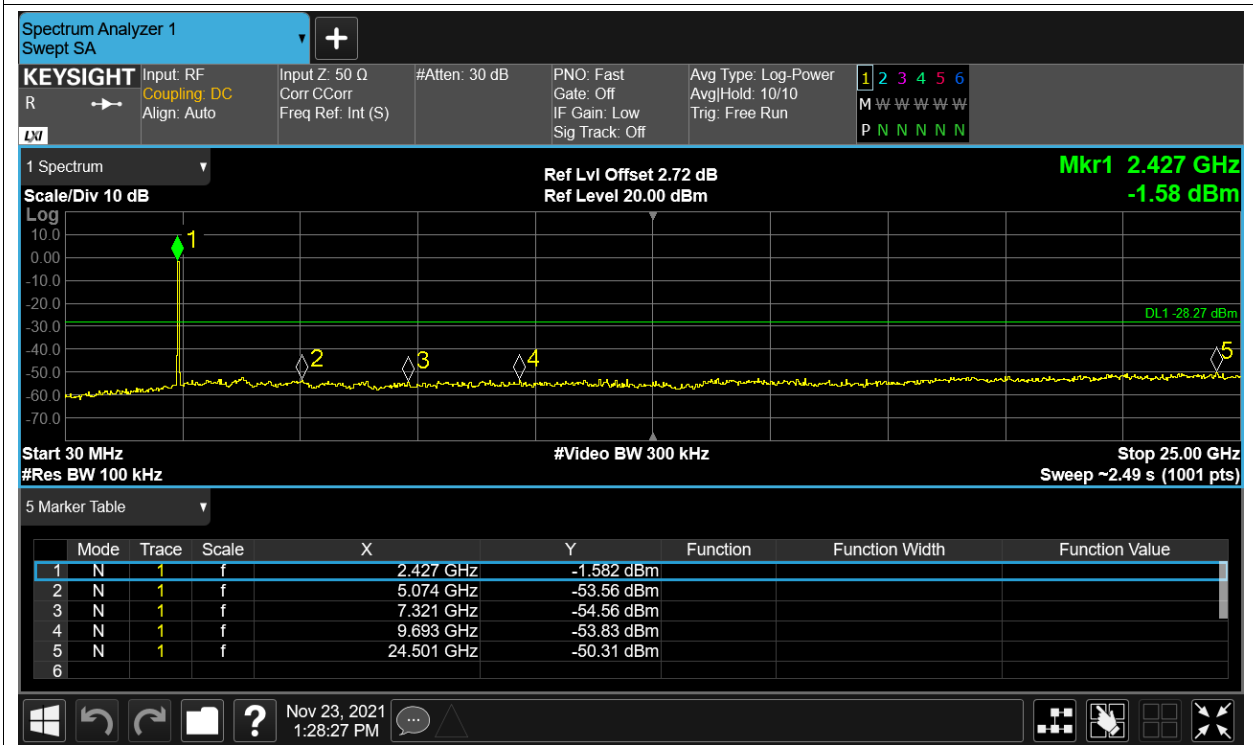 Spectrum Analyzer 1
Swept SA
KEYSIGHT Input: RF Input Z: 50 Ω #Atten: 30 dB PNO: Fast Avg Type: Log-Power 1 2 3 4 5 6
R Coupling: DC Corr CCorr Gate: Off Avg|Hold: 10/10 M W W W W W
Align: Auto Freq Ref: Int (S) IF Gain: Low Trig: Free Run
LXI Sig Track: Off P N N N N N
1 Spectrum Ref Lvl Offset 2.72 dB Mkr1 2.427 GHz
Scale/Div 10 dB Ref Level 20.00 dBm -1.58 dBm
Log
10.0
0.00
-10.0
-20.0
-30.0
-40.0
-50.0
-60.0
-70.0
1
DL1 -28.27 dBm
2 3 4 5
Start 30 MHz #Video BW 300 kHz Stop 25.00 GHz
#Res BW 100 kHz Sweep ~2.49 s (1001 pts)
5 Marker Table
Mode Trace Scale X Y Function Function Width Function Value
1 N 1 f 2.427 GHz -1.582 dBm
2 N 1 f 5.074 GHz -53.56 dBm
3 N 1 f 7.321 GHz -54.56 dBm
4 N 1 f 9.693 GHz -53.83 dBm
5 N 1 f 24.501 GHz -50.31 dBm
6
? Nov 23, 2021
1:28:27 PM